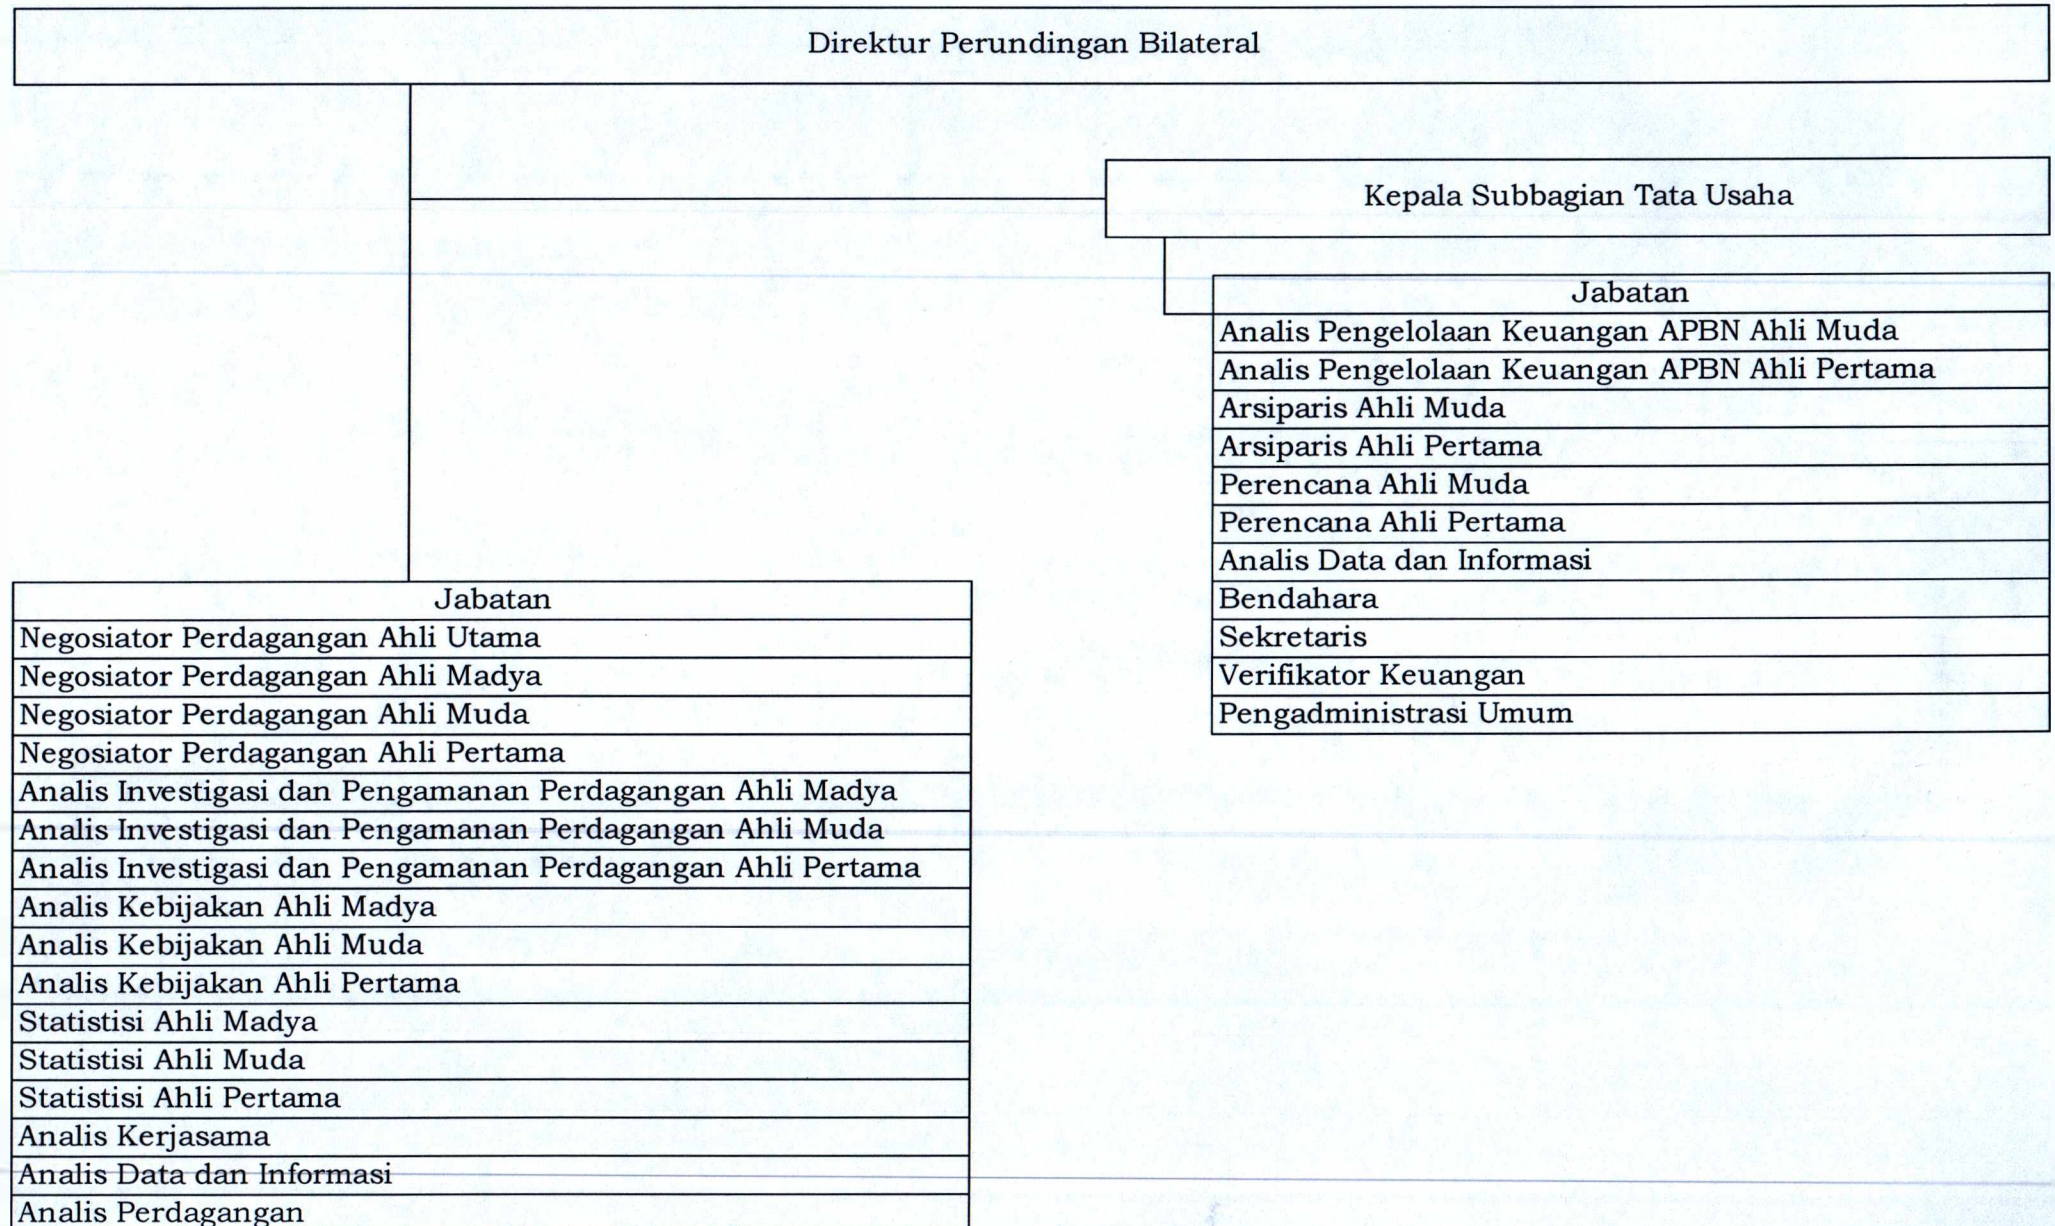 Direktur Perundingan Bilateral
Kepala Subbagian Tata Usaha
Jabatan
Analis Pengelolaan Keuangan APBN Ahli Muda
Analis Pengelolaan Keuangan APBN Ahli Pertama
Arsiparis Ahli Muda
Arsiparis Ahli Pertama
Perencana Ahli Muda
Perencana Ahli Pertama
Analis Data dan Informasi
Bendahara
Sekretaris
Verifikator Keuangan
Pengadministrasi Umum
Jabatan
Negosiator Perdagangan Ahli Utama
Negosiator Perdagangan Ahli Madya
Negosiator Perdagangan Ahli Muda
Negosiator Perdagangan Ahli Pertama
Analis Investigasi dan Pengamanan Perdagangan Ahli Madya
Analis Investigasi dan Pengamanan Perdagangan Ahli Muda
Analis Investigasi dan Pengamanan Perdagangan Ahli Pertama
Analis Kebijakan Ahli Madya
Analis Kebijakan Ahli Muda
Analis Kebijakan Ahli Pertama
Statistisi Ahli Madya
Statistisi Ahli Muda
Statistisi Ahli Pertama
Analis Kerjasama
Analis Data dan Informasi
Analis Perdagangan